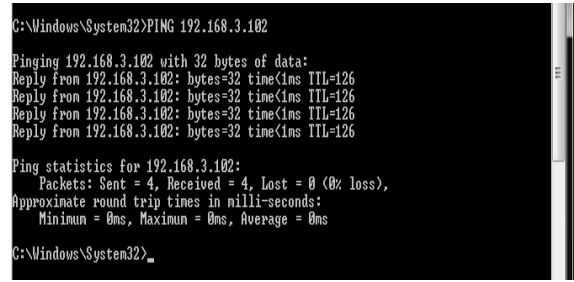 C:\Windows\System32>PING 192.168.3.102
Pinging 192.168.3.102 with 32 bytes of data:
Reply from 192.168.3.102: bytes=32 time<1ms TTL=126
Reply from 192.168.3.102: bytes=32 time<1ms TTL=126
Reply from 192.168.3.102: bytes=32 time<1ms TTL=126
Reply from 192.168.3.102: bytes=32 time<1ms TTL=126
Ping statistics for 192.168.3.102:
Packets: Sent = 4, Received = 4, Lost = 0 (0% loss),
Approximate round trip times in milli-seconds:
Minimum = 0ms, Maximum = 0ms, Average = 0ms
C:\Windows\System32>_